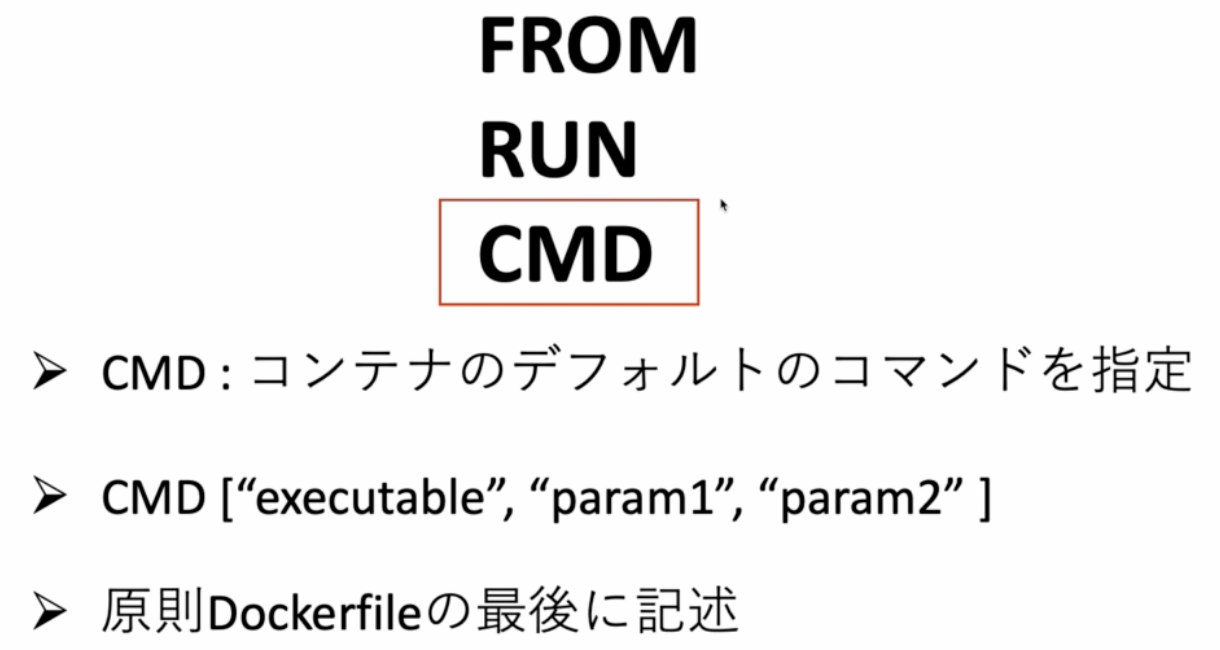 FROM
RUN
CMD
➢ CMD : コンテナのデフォルトのコマンドを指定
➢ CMD [“executable”, “param1”, “param2” ]
➢ 原則Dockerfileの最後に記述